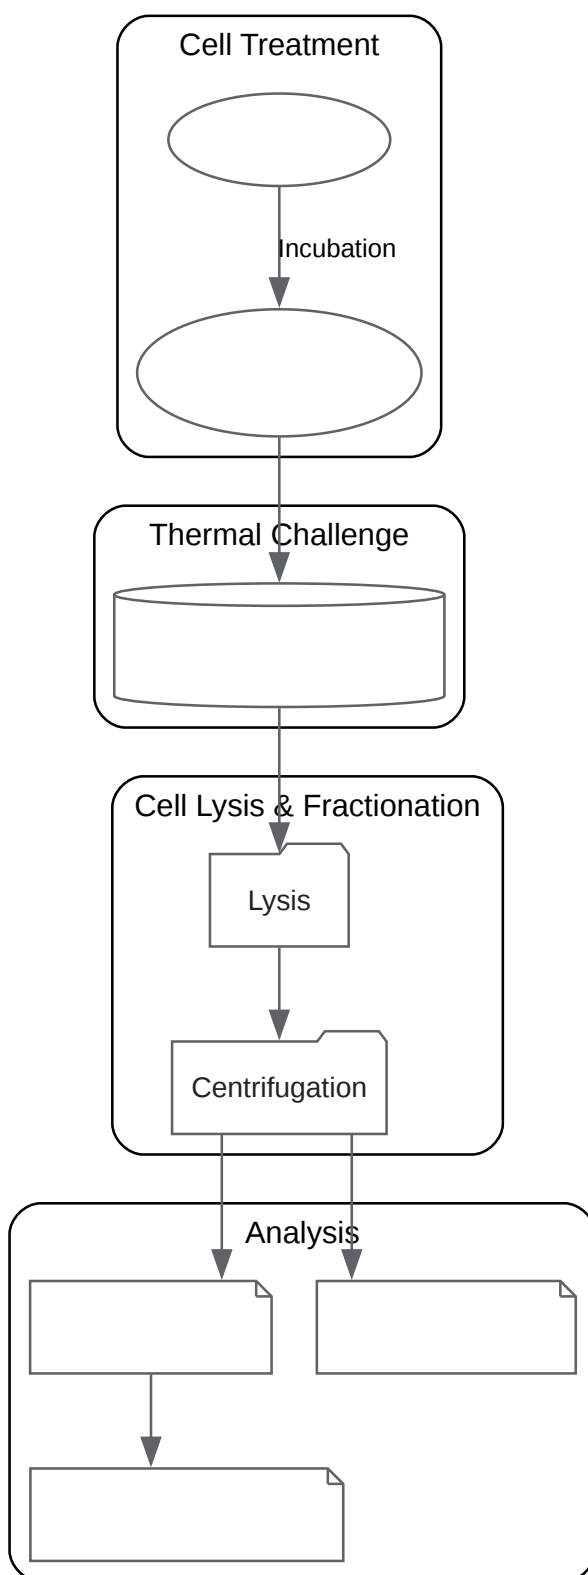 Cell Treatment
Incubation
Thermal Challenge
Cell Lysis & Fractionation
Lysis
Centrifugation
Analysis